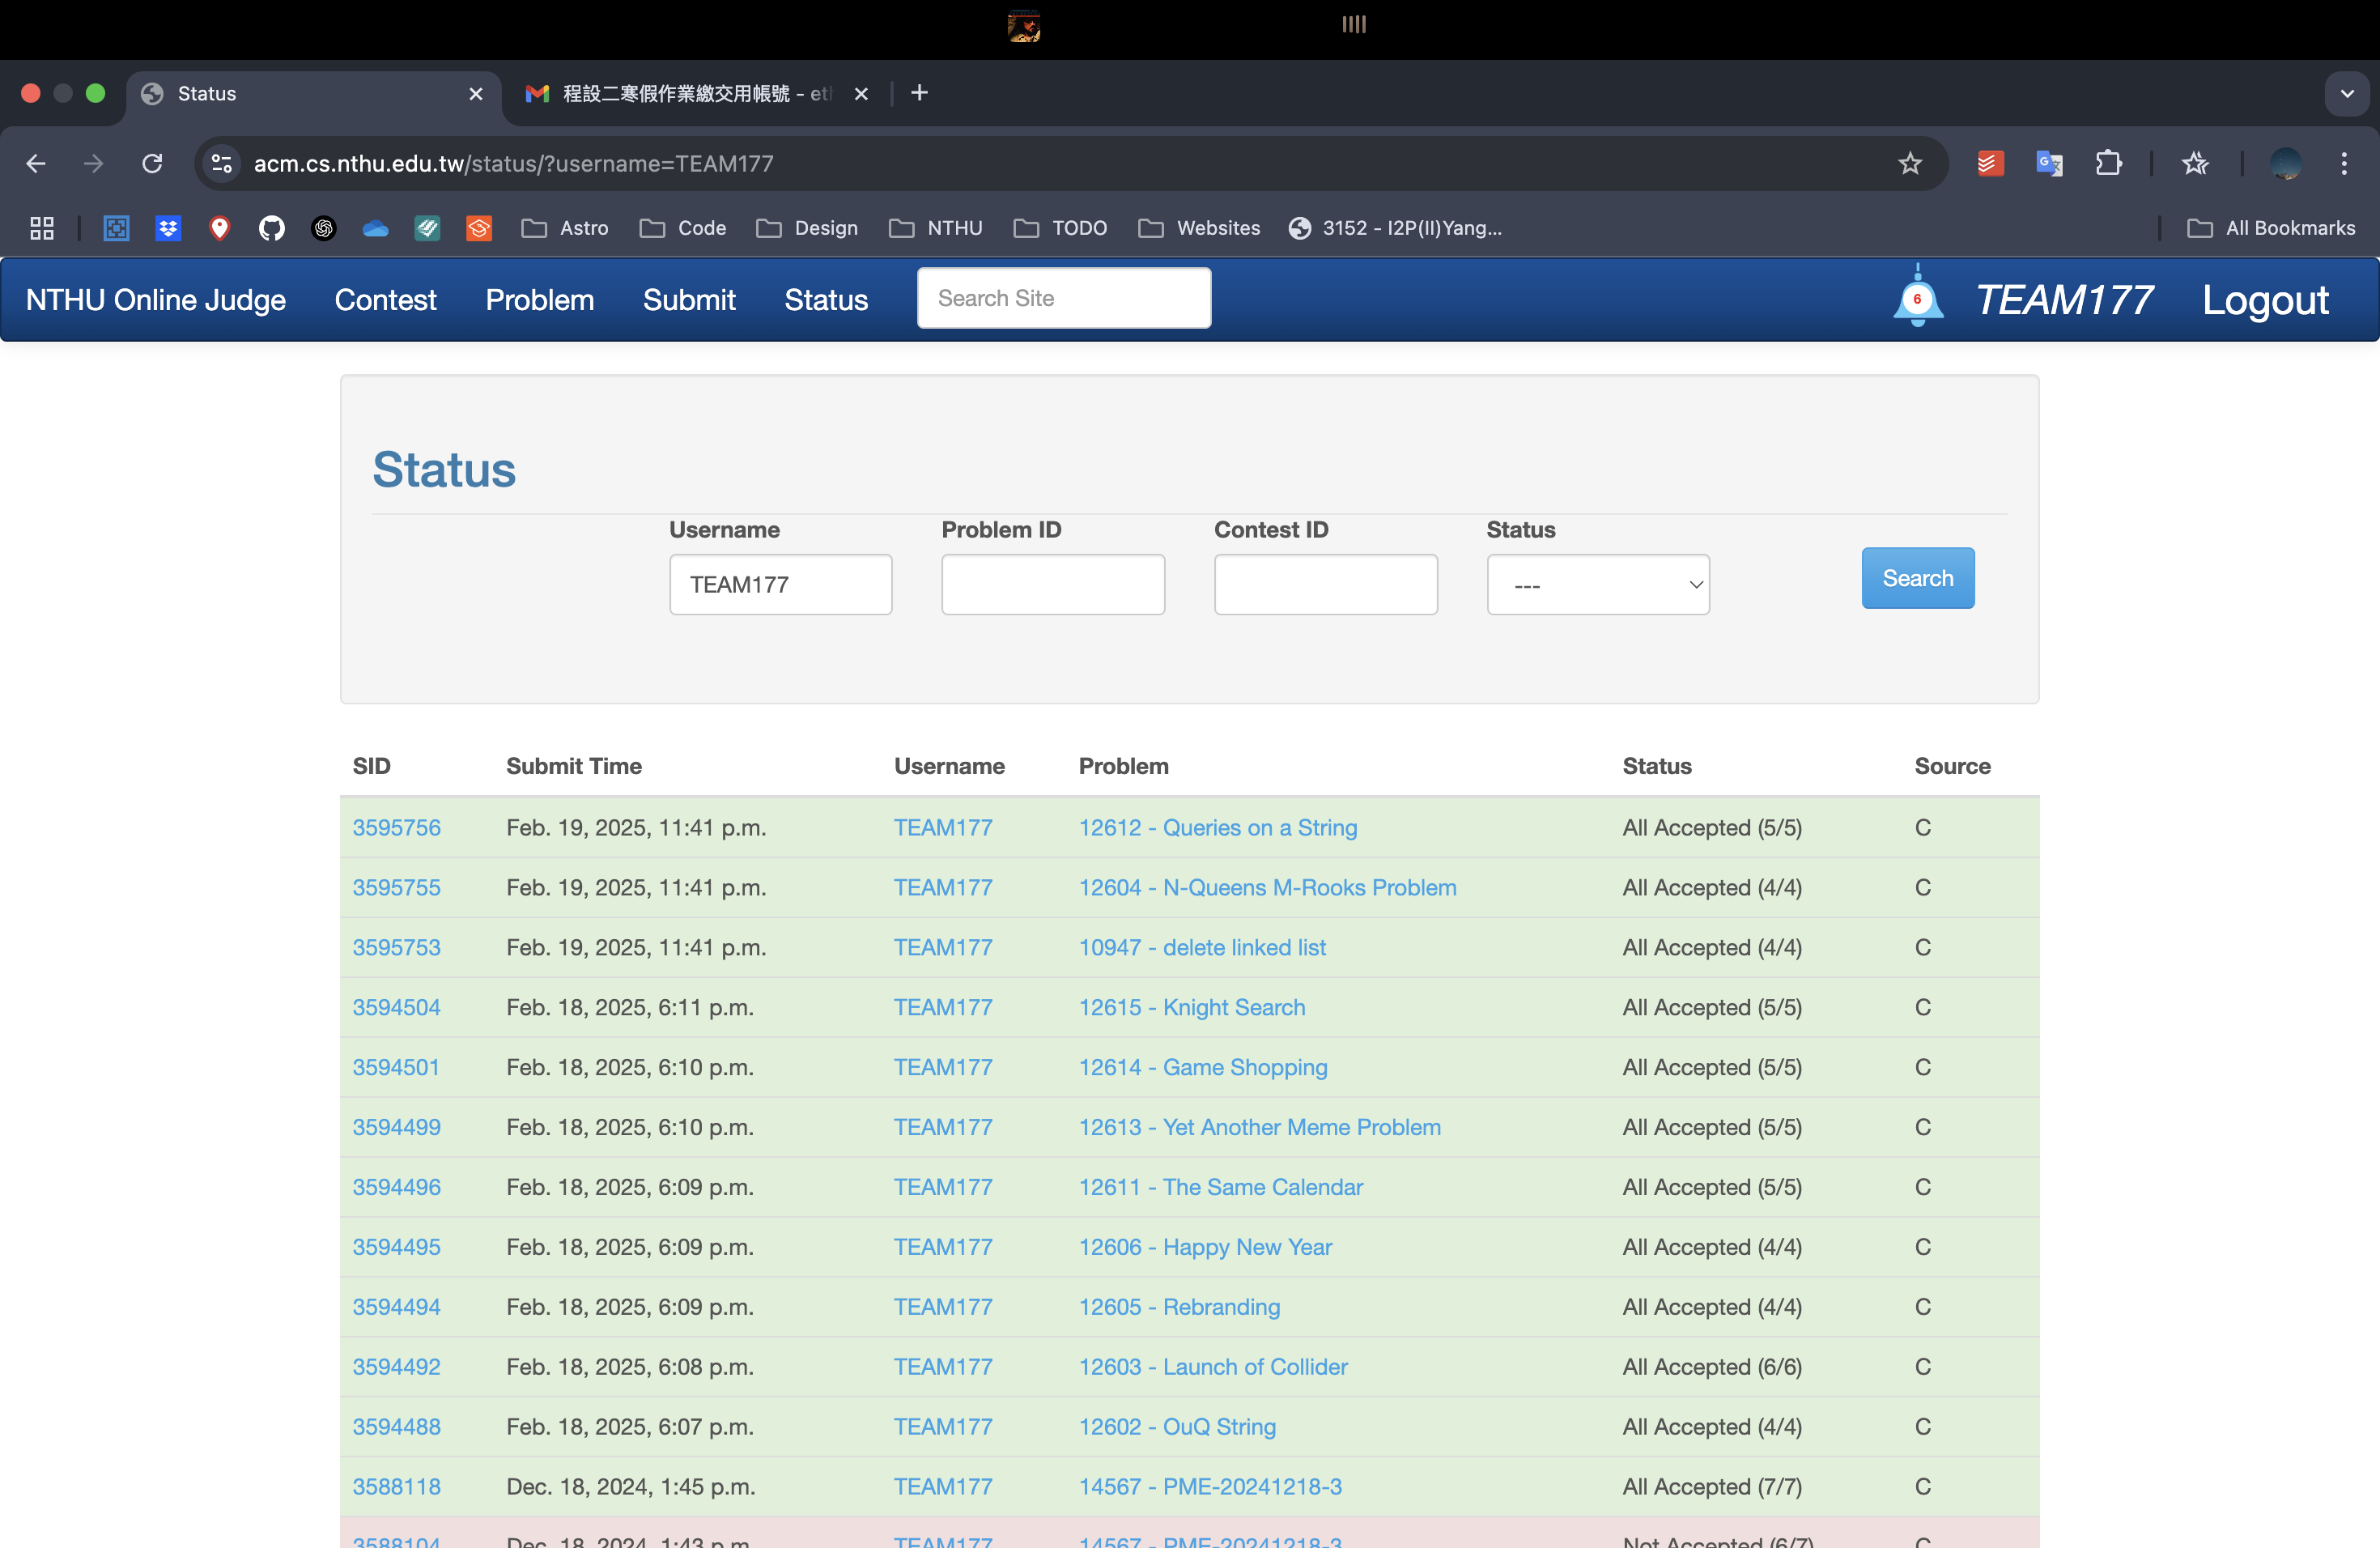 Status
程設二寒假作業繳交用帳號 - eth
acm.cs.nthu.edu.tw/status/?username=TEAM177
Astro Code Design NTHU TODO Websites 3152 - I2P(II)Yang... All Bookmarks
NTHU Online Judge Contest Problem Submit Status Search Site 6 TEAM177 Logout
Status
Username Problem ID Contest ID Status
TEAM177 --- Search
SID Submit Time Username Problem Status Source
3595756 Feb. 19, 2025, 11:41 p.m. TEAM177 12612 - Queries on a String All Accepted (5/5) C
3595755 Feb. 19, 2025, 11:41 p.m. TEAM177 12604 - N-Queens M-Rooks Problem All Accepted (4/4) C
3595753 Feb. 19, 2025, 11:41 p.m. TEAM177 10947 - delete linked list All Accepted (4/4) C
3594504 Feb. 18, 2025, 6:11 p.m. TEAM177 12615 - Knight Search All Accepted (5/5) C
3594501 Feb. 18, 2025, 6:10 p.m. TEAM177 12614 - Game Shopping All Accepted (5/5) C
3594499 Feb. 18, 2025, 6:10 p.m. TEAM177 12613 - Yet Another Meme Problem All Accepted (5/5) C
3594496 Feb. 18, 2025, 6:09 p.m. TEAM177 12611 - The Same Calendar All Accepted (5/5) C
3594495 Feb. 18, 2025, 6:09 p.m. TEAM177 12606 - Happy New Year All Accepted (4/4) C
3594494 Feb. 18, 2025, 6:09 p.m. TEAM177 12605 - Rebranding All Accepted (4/4) C
3594492 Feb. 18, 2025, 6:08 p.m. TEAM177 12603 - Launch of Collider All Accepted (6/6) C
3594488 Feb. 18, 2025, 6:07 p.m. TEAM177 12602 - OuQ String All Accepted (4/4) C
3588118 Dec. 18, 2024, 1:45 p.m. TEAM177 14567 - PME-20241218-3 All Accepted (7/7) C
3588104 Dec. 18, 2024, 1:43 p.m. TEAM177 14567 - PME-20241218-3 Not Accepted (6/7) C